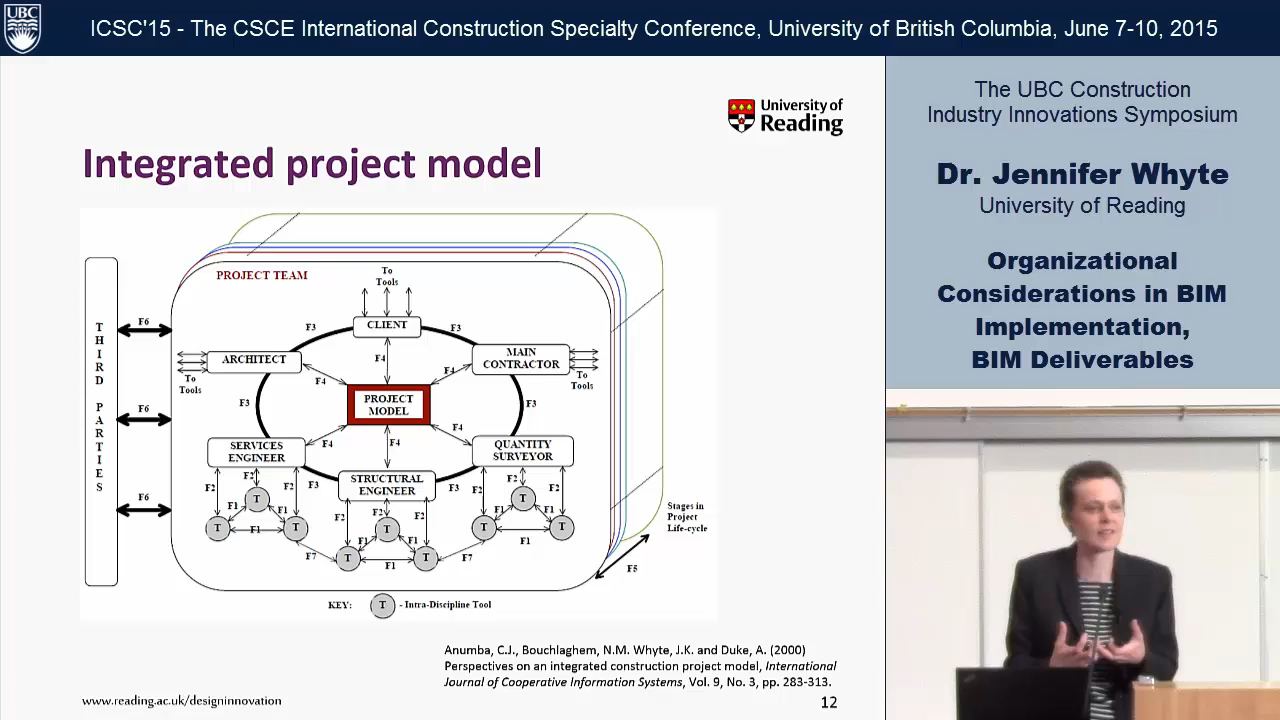 UBC
ICSC'15 - The CSCE International Construction Specialty Conference, University of British Columbia, June 7-10, 2015
University of
Reading
Integrated project model
PROJECT TEAM
To
Tools
CLIENT
F3
F3
F6
ARCHITECT
MAIN
CONTRACTOR
F4
To
Tools
F4
F4
To
Tools
THIRD PARTIES
PROJECT
MODEL
F3
F3
F6
SERVICES
ENGINEER
F4
F4
F4
QUANTITY
SURVEYOR
STRUCTURAL
ENGINEER
F3
F3
F2
F2
F2
F2
F2
F2
F2
F2
F2
T
T
T
F1
F1
F1
T
T
T
F1
F1
F1
T
T
T
F1
F1
F1
F6
F7
F7
Stages in
Project
Life-cycle
F5
KEY:
T
- Intra-Discipline Tool
Anumba, C.J., Bouchlaghem, N.M. Whyte, J.K. and Duke, A. (2000)
Perspectives on an integrated construction project model, International
Journal of Cooperative Information Systems, Vol. 9, No. 3, pp. 283-313.
www.reading.ac.uk/designinnovation
12
The UBC Construction
Industry Innovations Symposium
Dr. Jennifer Whyte
University of Reading
Organizational
Considerations in BIM
Implementation,
BIM Deliverables